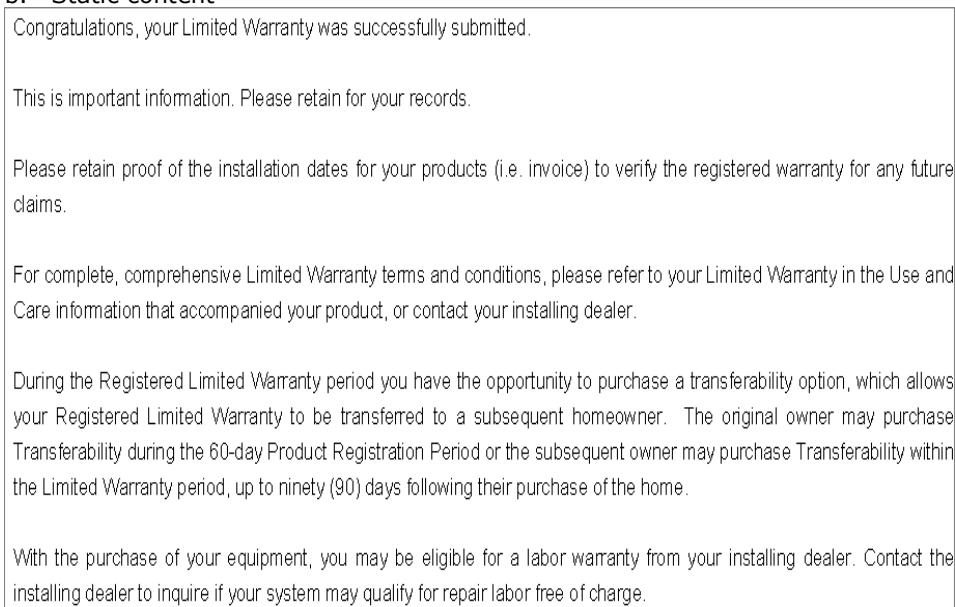 b. Static content
Congratulations, your Limited Warranty was successfully submitted.
This is important information. Please retain for your records.
Please retain proof of the installation dates for your products (i.e. invoice) to verify the registered warranty for any future
claims.
For complete, comprehensive Limited Warranty terms and conditions, please refer to your Limited Warranty in the Use and
Care information that accompanied your product, or contact your installing dealer.
During the Registered Limited Warranty period you have the opportunity to purchase a transferability option, which allows
your Registered Limited Warranty to be transferred to a subsequent homeowner.  The original owner may purchase
Transferability during the 60-day Product Registration Period or the subsequent owner may purchase Transferability within
the Limited Warranty period, up to ninety (90) days following their purchase of the home.
With the purchase of your equipment, you may be eligible for a labor warranty from your installing dealer. Contact the
installing dealer to inquire if your system may qualify for repair labor free of charge.